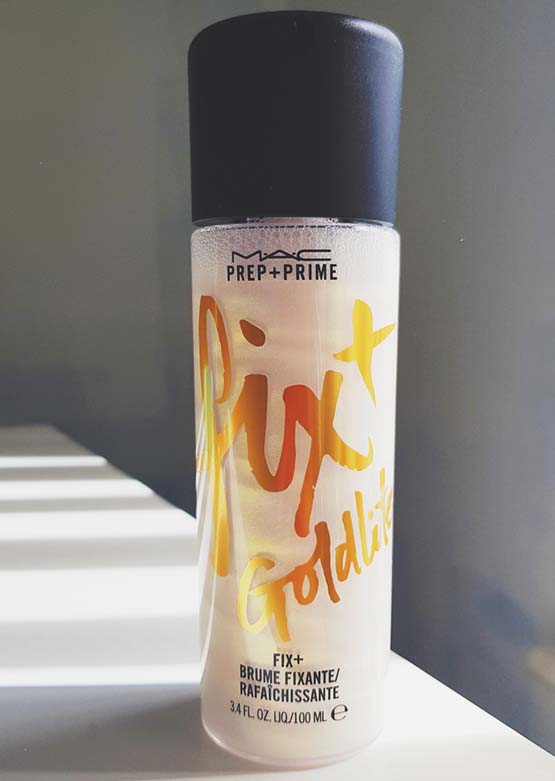 MAC
PREP+PRIME
fix+
Goldlite
FIX+
BRUME FIXANTE/
RAFAÎCHISSANTE
3.4 FL. OZ. LIQ./100 ML ℮